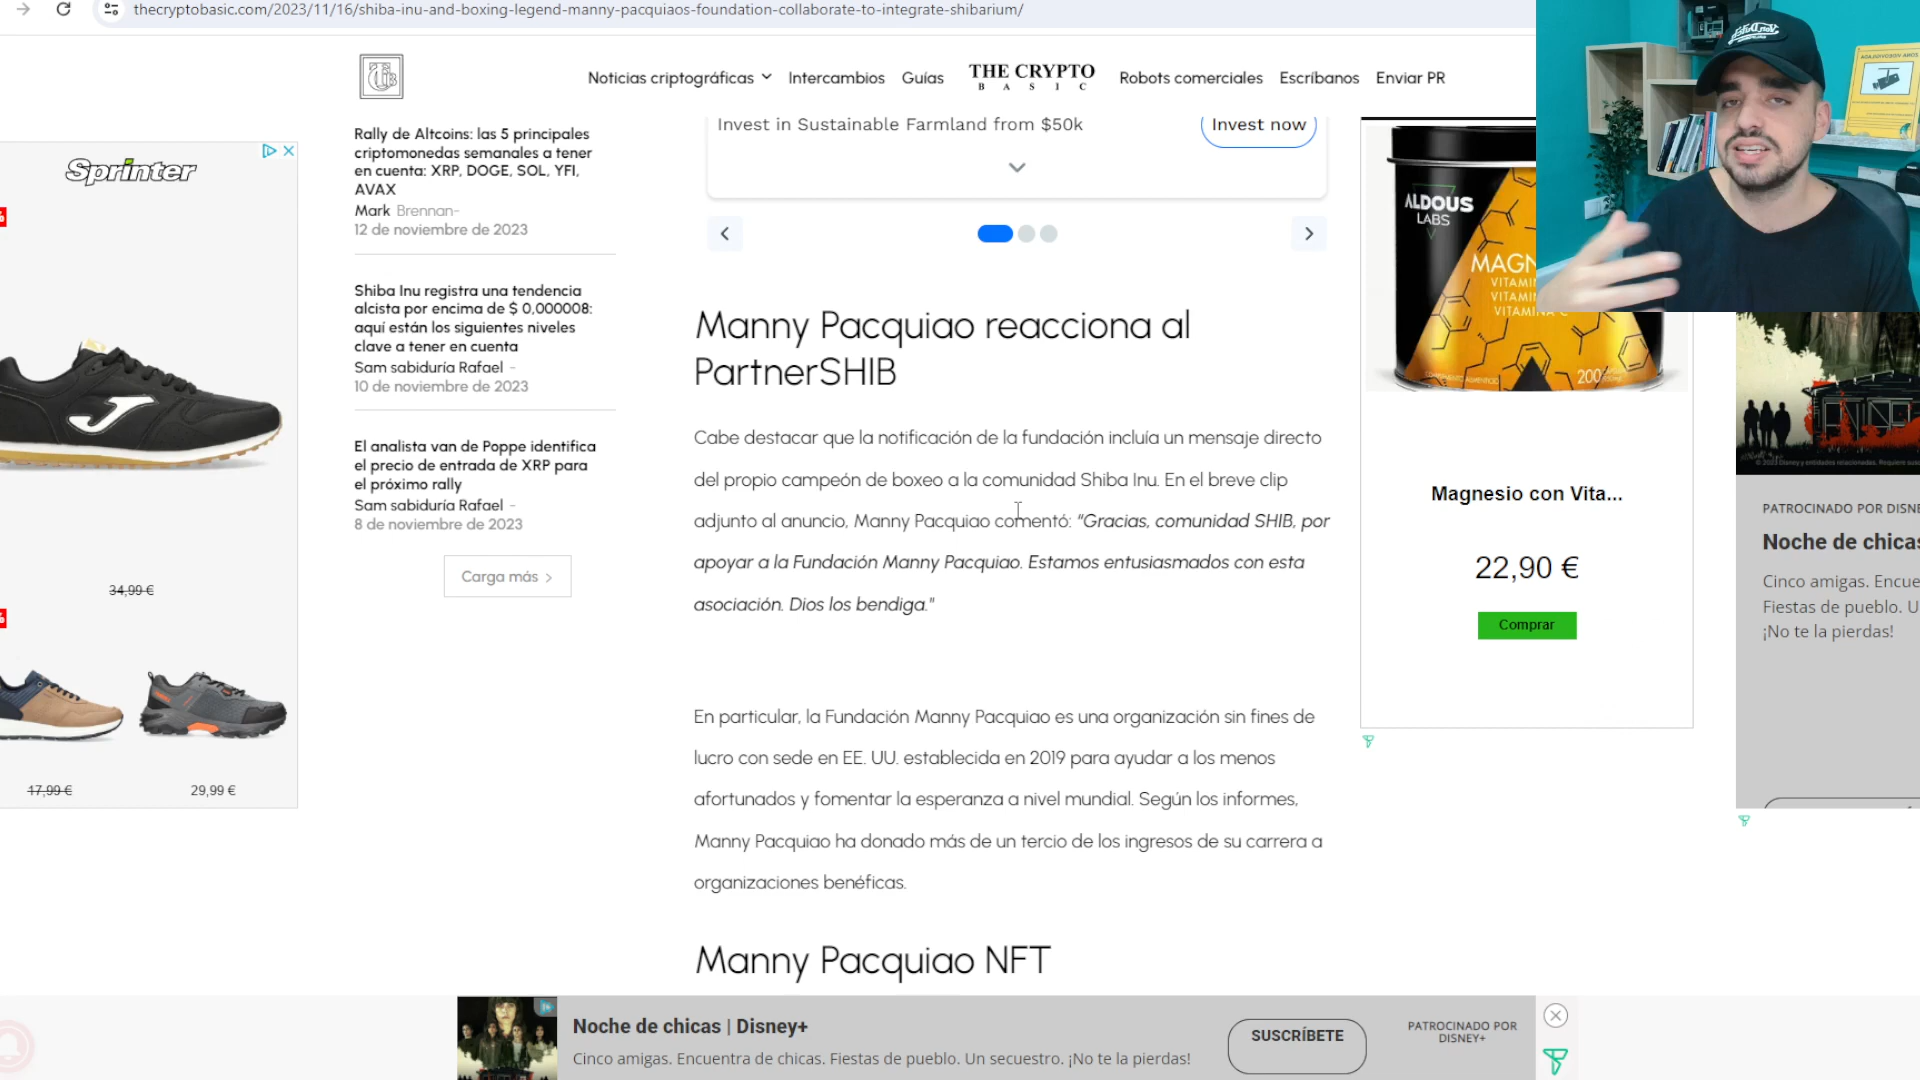 thecryptobasic.com/2023/11/16/shiba-inu-and-boxing-legend-manny-pacquiaos-foundation-collaborate-to-integrate-shibarium/
Noticias criptográficas
Intercambios
Guías
THE CRYPTO
BASIC
Robots comerciales
Escríbanos
Enviar PR
Sprinter
34,99 €
17,99 €
29,99 €
Rally de Altcoins: las 5 principales
criptomonedas semanales a tener
en cuenta: XRP, DOGE, SOL, YFI,
AVAX
Mark Brennan-
12 de noviembre de 2023
Shiba Inu registra una tendencia
alcista por encima de $ 0,000008:
aquí están los siguientes niveles
clave a tener en cuenta
Sam sabiduría Rafael -
10 de noviembre de 2023
El analista van de Poppe identifica
el precio de entrada de XRP para
el próximo rally
Sam sabiduría Rafael -
8 de noviembre de 2023
Carga más
Invest in Sustainable Farmland from $50k
Invest now
Manny Pacquiao reacciona al
PartnerSHIB
Cabe destacar que la notificación de la fundación incluía un mensaje directo
del propio campeón de boxeo a la comunidad Shiba Inu. En el breve clip
adjunto al anuncio, Manny Pacquiao comentó: “Gracias, comunidad SHIB, por
apoyar a la Fundación Manny Pacquiao. Estamos entusiasmados con esta
asociación. Dios los bendiga."
En particular, la Fundación Manny Pacquiao es una organización sin fines de
lucro con sede en EE. UU. establecida en 2019 para ayudar a los menos
afortunados y fomentar la esperanza a nivel mundial. Según los informes,
Manny Pacquiao ha donado más de un tercio de los ingresos de su carrera a
organizaciones benéficas.
Manny Pacquiao NFT
ALDOUS
LABS
MAGN
VITAMI
VITAMIN
VITAMINA C
200
Magnesio con Vita...
22,90 €
Comprar
PATROCINADO POR DISNE
Noche de chicas
Cinco amigas. Encue
Fiestas de pueblo. U
¡No te la pierdas!
Noche de chicas | Disney+
Cinco amigas. Encuentra de chicas. Fiestas de pueblo. Un secuestro. ¡No te la pierdas!
SUSCRÍBETE
PATROCINADO POR
DISNEY+